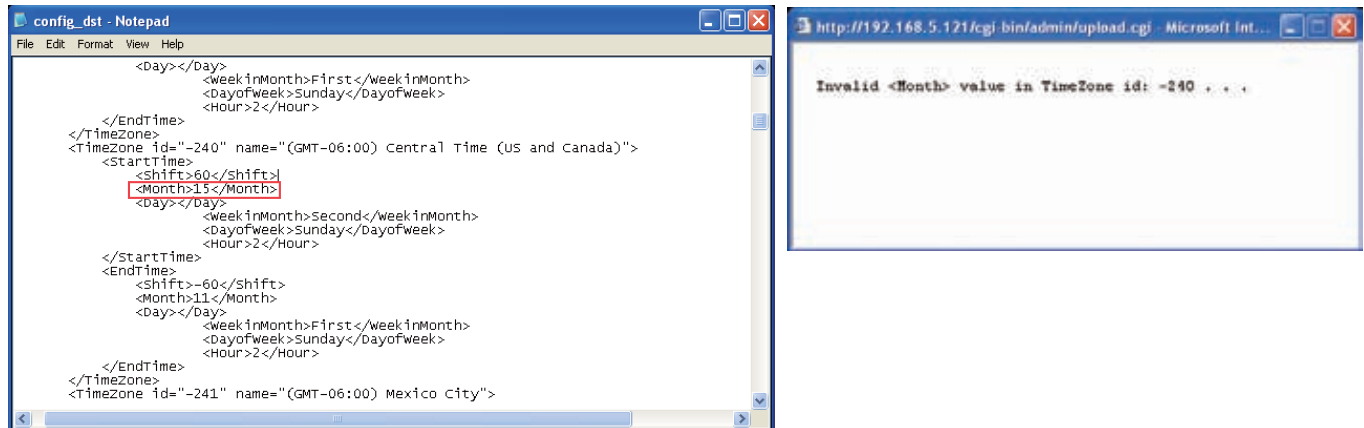 config_dst - Notepad
File Edit Format View Help
<Day></Day>
<WeekinMonth>First</WeekinMonth>
<DayofWeek>Sunday</DayofWeek>
<Hour>2</Hour>
</EndTime>
</TimeZone>
<TimeZone id="-240" name="(GMT-06:00) Central Time (US and Canada)">
<StartTime>
<Shift>60</Shift>
<Month>15</Month>
<Day></Day>
<WeekinMonth>Second</WeekinMonth>
<DayofWeek>Sunday</DayofWeek>
<Hour>2</Hour>
</StartTime>
<EndTime>
<Shift>-60</Shift>
<Month>11</Month>
<Day></Day>
<WeekinMonth>First</WeekinMonth>
<DayofWeek>Sunday</DayofWeek>
<Hour>2</Hour>
</EndTime>
</TimeZone>
<TimeZone id="-241" name="(GMT-06:00) Mexico City">
http://192.168.5.121/cgi-bin/admin/upload.cgi - Microsoft Int...
Invalid <Month> value in TimeZone id: -240 . . .